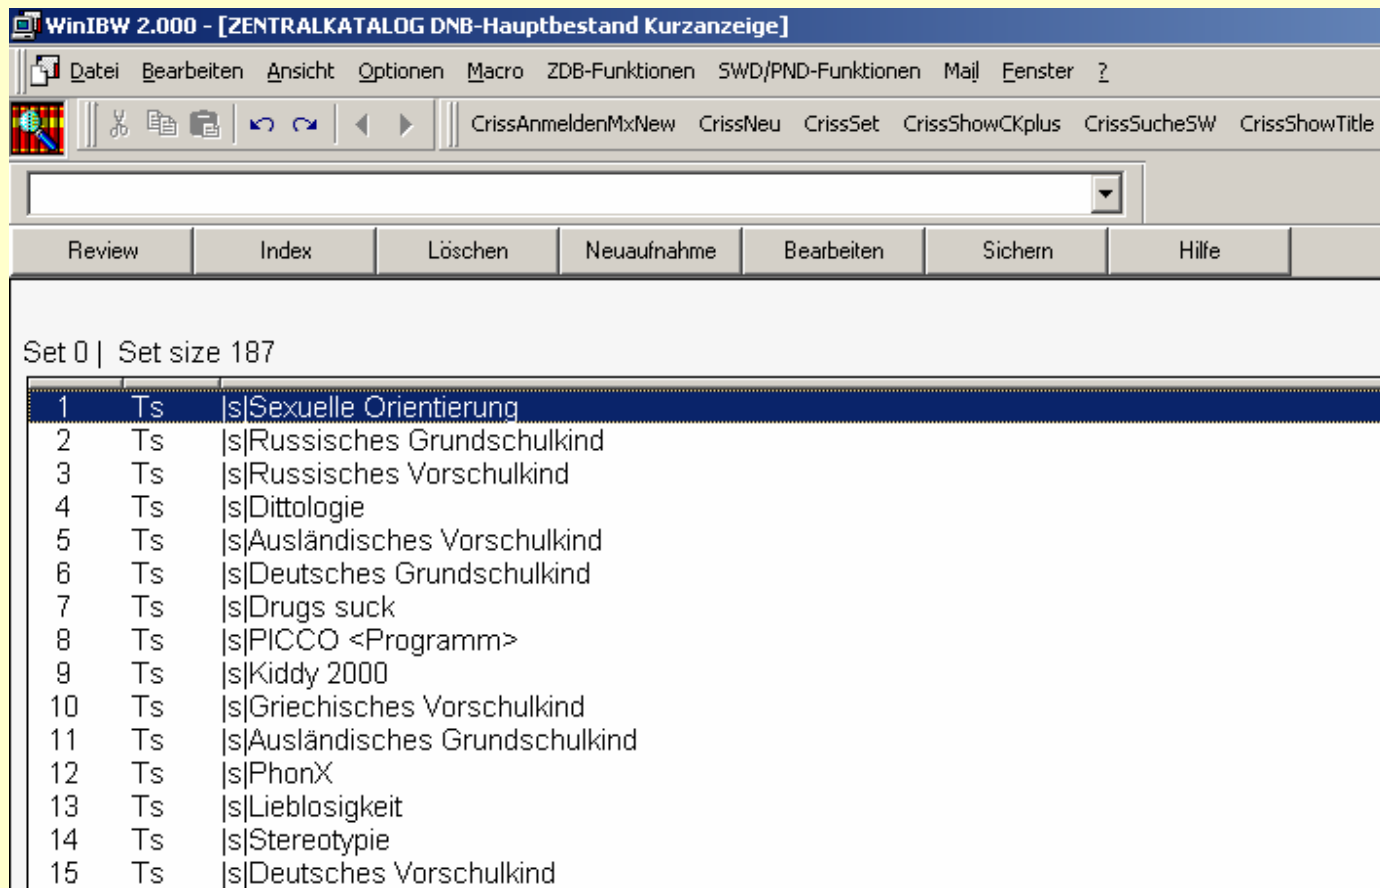 WinIBW 2.000 - [ZENTRALKATALOG DNB-Hauptbestand Kurzanzeige]
Datei Bearbeiten Ansicht Optionen Macro ZDB-Funktionen SWD/PND-Funktionen Mail Fenster ?
CrissAnmeldenMxNew CrissNeu CrissSet CrissShowCKplus CrissSucheSW CrissShowTitle
Review Index Löschen Neuaufnahme Bearbeiten Sichern Hilfe
Set 0 | Set size 187
1 Ts |s|Sexuelle Orientierung
2 Ts |s|Russisches Grundschulkind
3 Ts |s|Russisches Vorschulkind
4 Ts |s|Dittologie
5 Ts |s|Ausländisches Vorschulkind
6 Ts |s|Deutsches Grundschulkind
7 Ts |s|Drugs suck
8 Ts |s|PICCO <Programm>
9 Ts |s|Kiddy 2000
10 Ts |s|Griechisches Vorschulkind
11 Ts |s|Ausländisches Grundschulkind
12 Ts |s|PhonX
13 Ts |s|Lieblosigkeit
14 Ts |s|Stereotypie
15 Ts |s|Deutsches Vorschulkind